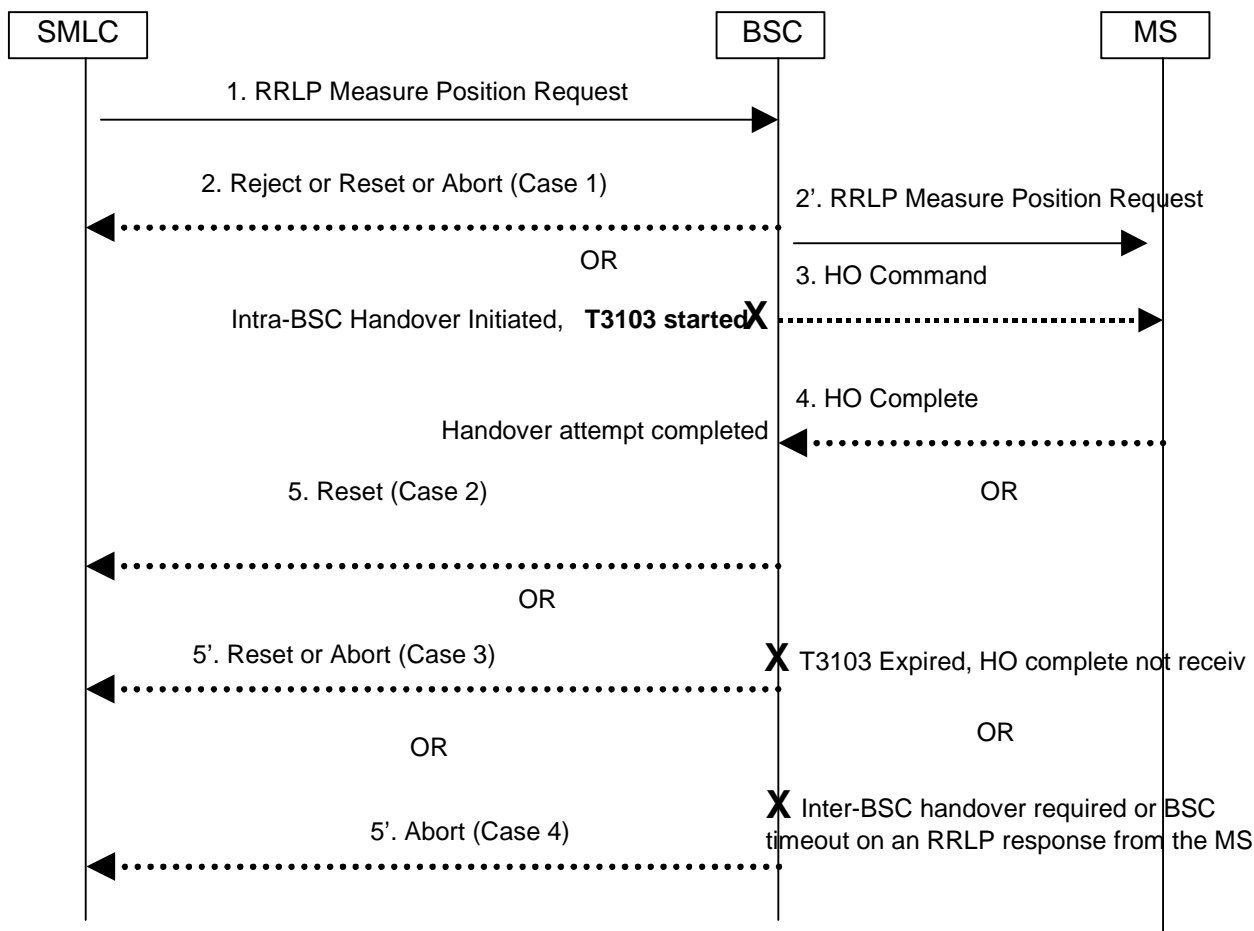 SMLC
BSC
MS
1. RRLP Measure Position Request
2. Reject or Reset or Abort (Case 1)
2’. RRLP Measure Position Request
OR
3. HO Command
Intra-BSC Handover Initiated, T3103 started X
4. HO Complete
Handover attempt completed
5. Reset (Case 2)
OR
OR
5’. Reset or Abort (Case 3)
X T3103 Expired, HO complete not receiv
OR
OR
X Inter-BSC handover required or BSC
timeout on an RRLP response from the MS
5’. Abort (Case 4)